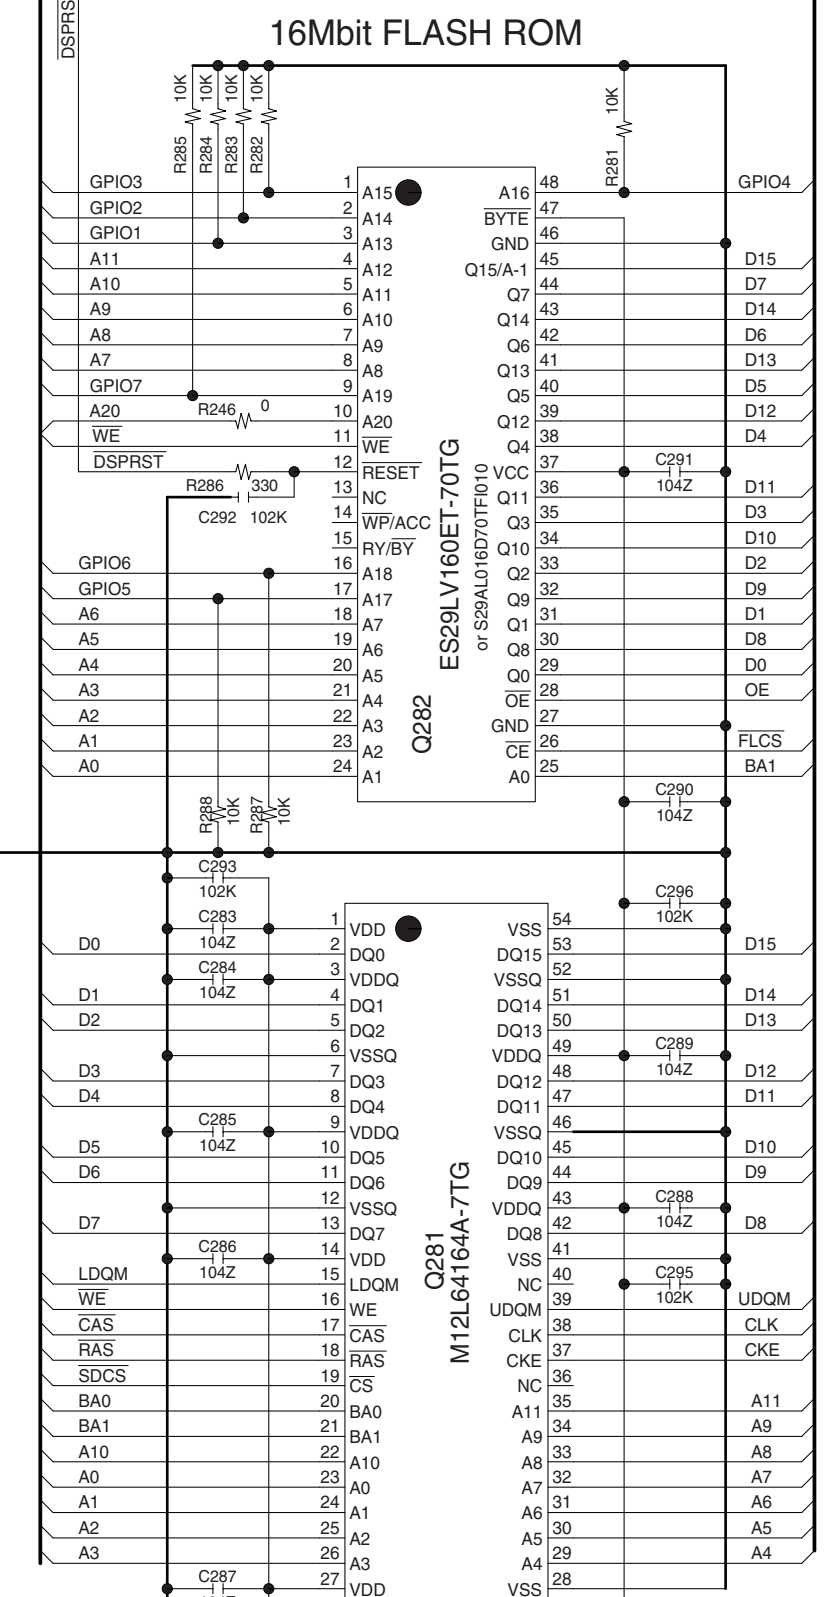 DSPRS
16Mbit FLASH ROM
R285 10K
R284 10K
R283 10K
R282 10K
R281 10K
GPIO3 1 A15 A16 48 GPIO4
GPIO2 2 A14 BYTE 47
GPIO1 3 A13 GND 46
A11 4 A12 Q15/A-1 45 D15
A10 5 A11 Q7 44 D7
A9 6 A10 Q14 43 D14
A8 7 A9 Q6 42 D6
A7 8 A8 Q13 41 D13
GPIO7 9 A19 Q5 40 D5
A20 R246 0 10 A20 Q12 39 D12
WE 11 WE Q4 38 D4
DSPRST 12 RESET VCC 37 C291 104Z
R286 330 13 NC Q11 36 D11
C292 102K 14 WP/ACC Q3 35 D3
15 RY/BY Q10 34 D10
GPIO6 16 A18 Q2 33 D2
GPIO5 17 A17 Q9 32 D9
A6 18 A7 Q1 31 D1
A5 19 A6 Q8 30 D8
A4 20 A5 Q0 29 D0
A3 21 A4 OE 28 OE
A2 22 A3 GND 27
A1 23 A2 CE 26 FLCS
A0 24 A1 A0 25 BA1
Q282
ES29LV160ET-70TG
or S29AL016D70TFI010
R288 10K
R287 10K
C290 104Z
C293 102K
C296 102K
C283 104Z 1 VDD VSS 54
D0 2 DQ0 DQ15 53 D15
C284 104Z 3 VDDQ VSSQ 52
D1 4 DQ1 DQ14 51 D14
D2 5 DQ2 DQ13 50 D13
6 VSSQ VDDQ 49 C289 104Z
D3 7 DQ3 DQ12 48 D12
D4 8 DQ4 DQ11 47 D11
C285 104Z 9 VDDQ VSSQ 46
D5 10 DQ5 DQ10 45 D10
D6 11 DQ6 DQ9 44 D9
12 VSSQ VDDQ 43 C288 104Z
D7 13 DQ7 DQ8 42 D8
C286 104Z 14 VDD VSS 41
LDQM 15 LDQM NC 40 C295 102K
WE 16 WE UDQM 39 UDQM
CAS 17 CAS CLK 38 CLK
RAS 18 RAS CKE 37 CKE
SDCS 19 CS NC 36
BA0 20 BA0 A11 35 A11
BA1 21 BA1 A9 34 A9
A10 22 A10 A8 33 A8
A0 23 A0 A7 32 A7
A1 24 A1 A6 31 A6
A2 25 A2 A5 30 A5
A3 26 A3 A4 29 A4
C287 27 VDD VSS 28
Q281
M12L64164A-7TG